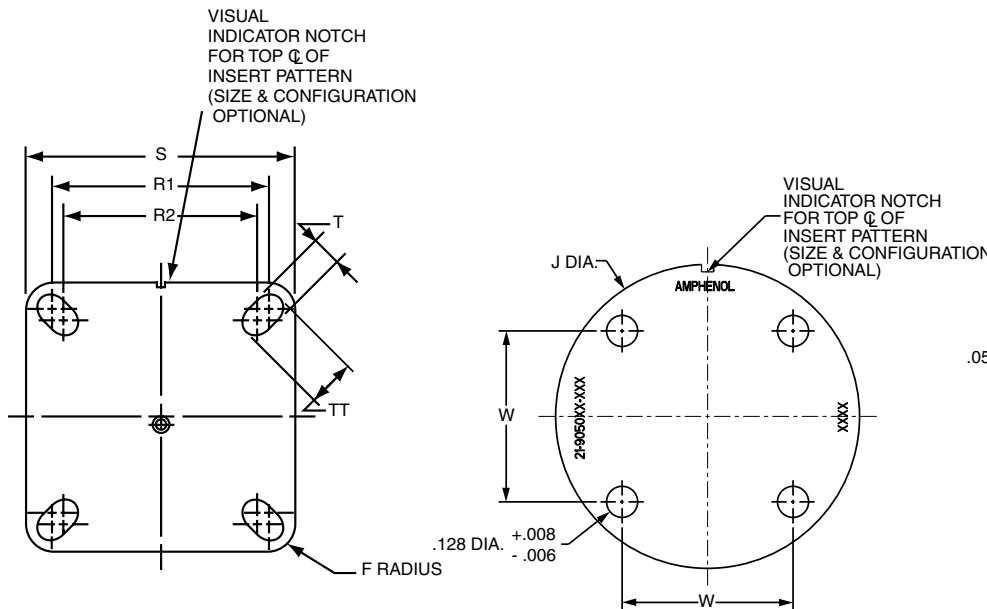 VISUAL
INDICATOR NOTCH
FOR TOP ℄ OF
INSERT PATTERN
(SIZE & CONFIGURATION
OPTIONAL)
S
R1
R2
T
TT
F RADIUS
VISUAL
INDICATOR NOTCH
FOR TOP ℄ OF
INSERT PATTERN
(SIZE & CONFIGURATION
OPTIONAL)
J DIA.
AMPHENOL
21-9050XX-XXX
XXXX
W
.128 DIA. +.008
- .006
W
.05